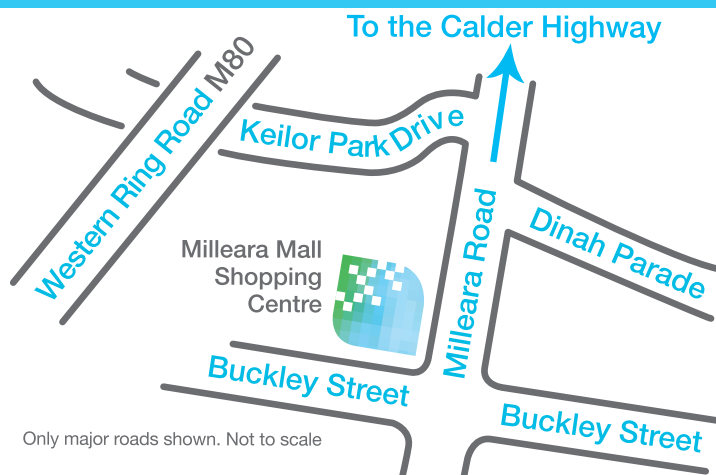 To the Calder Highway
Western Ring Road M80
Keilor Park Drive
Milleara Road
Dinah Parade
Milleara Mall
Shopping
Centre
Buckley Street
Buckley Street
Only major roads shown. Not to scale